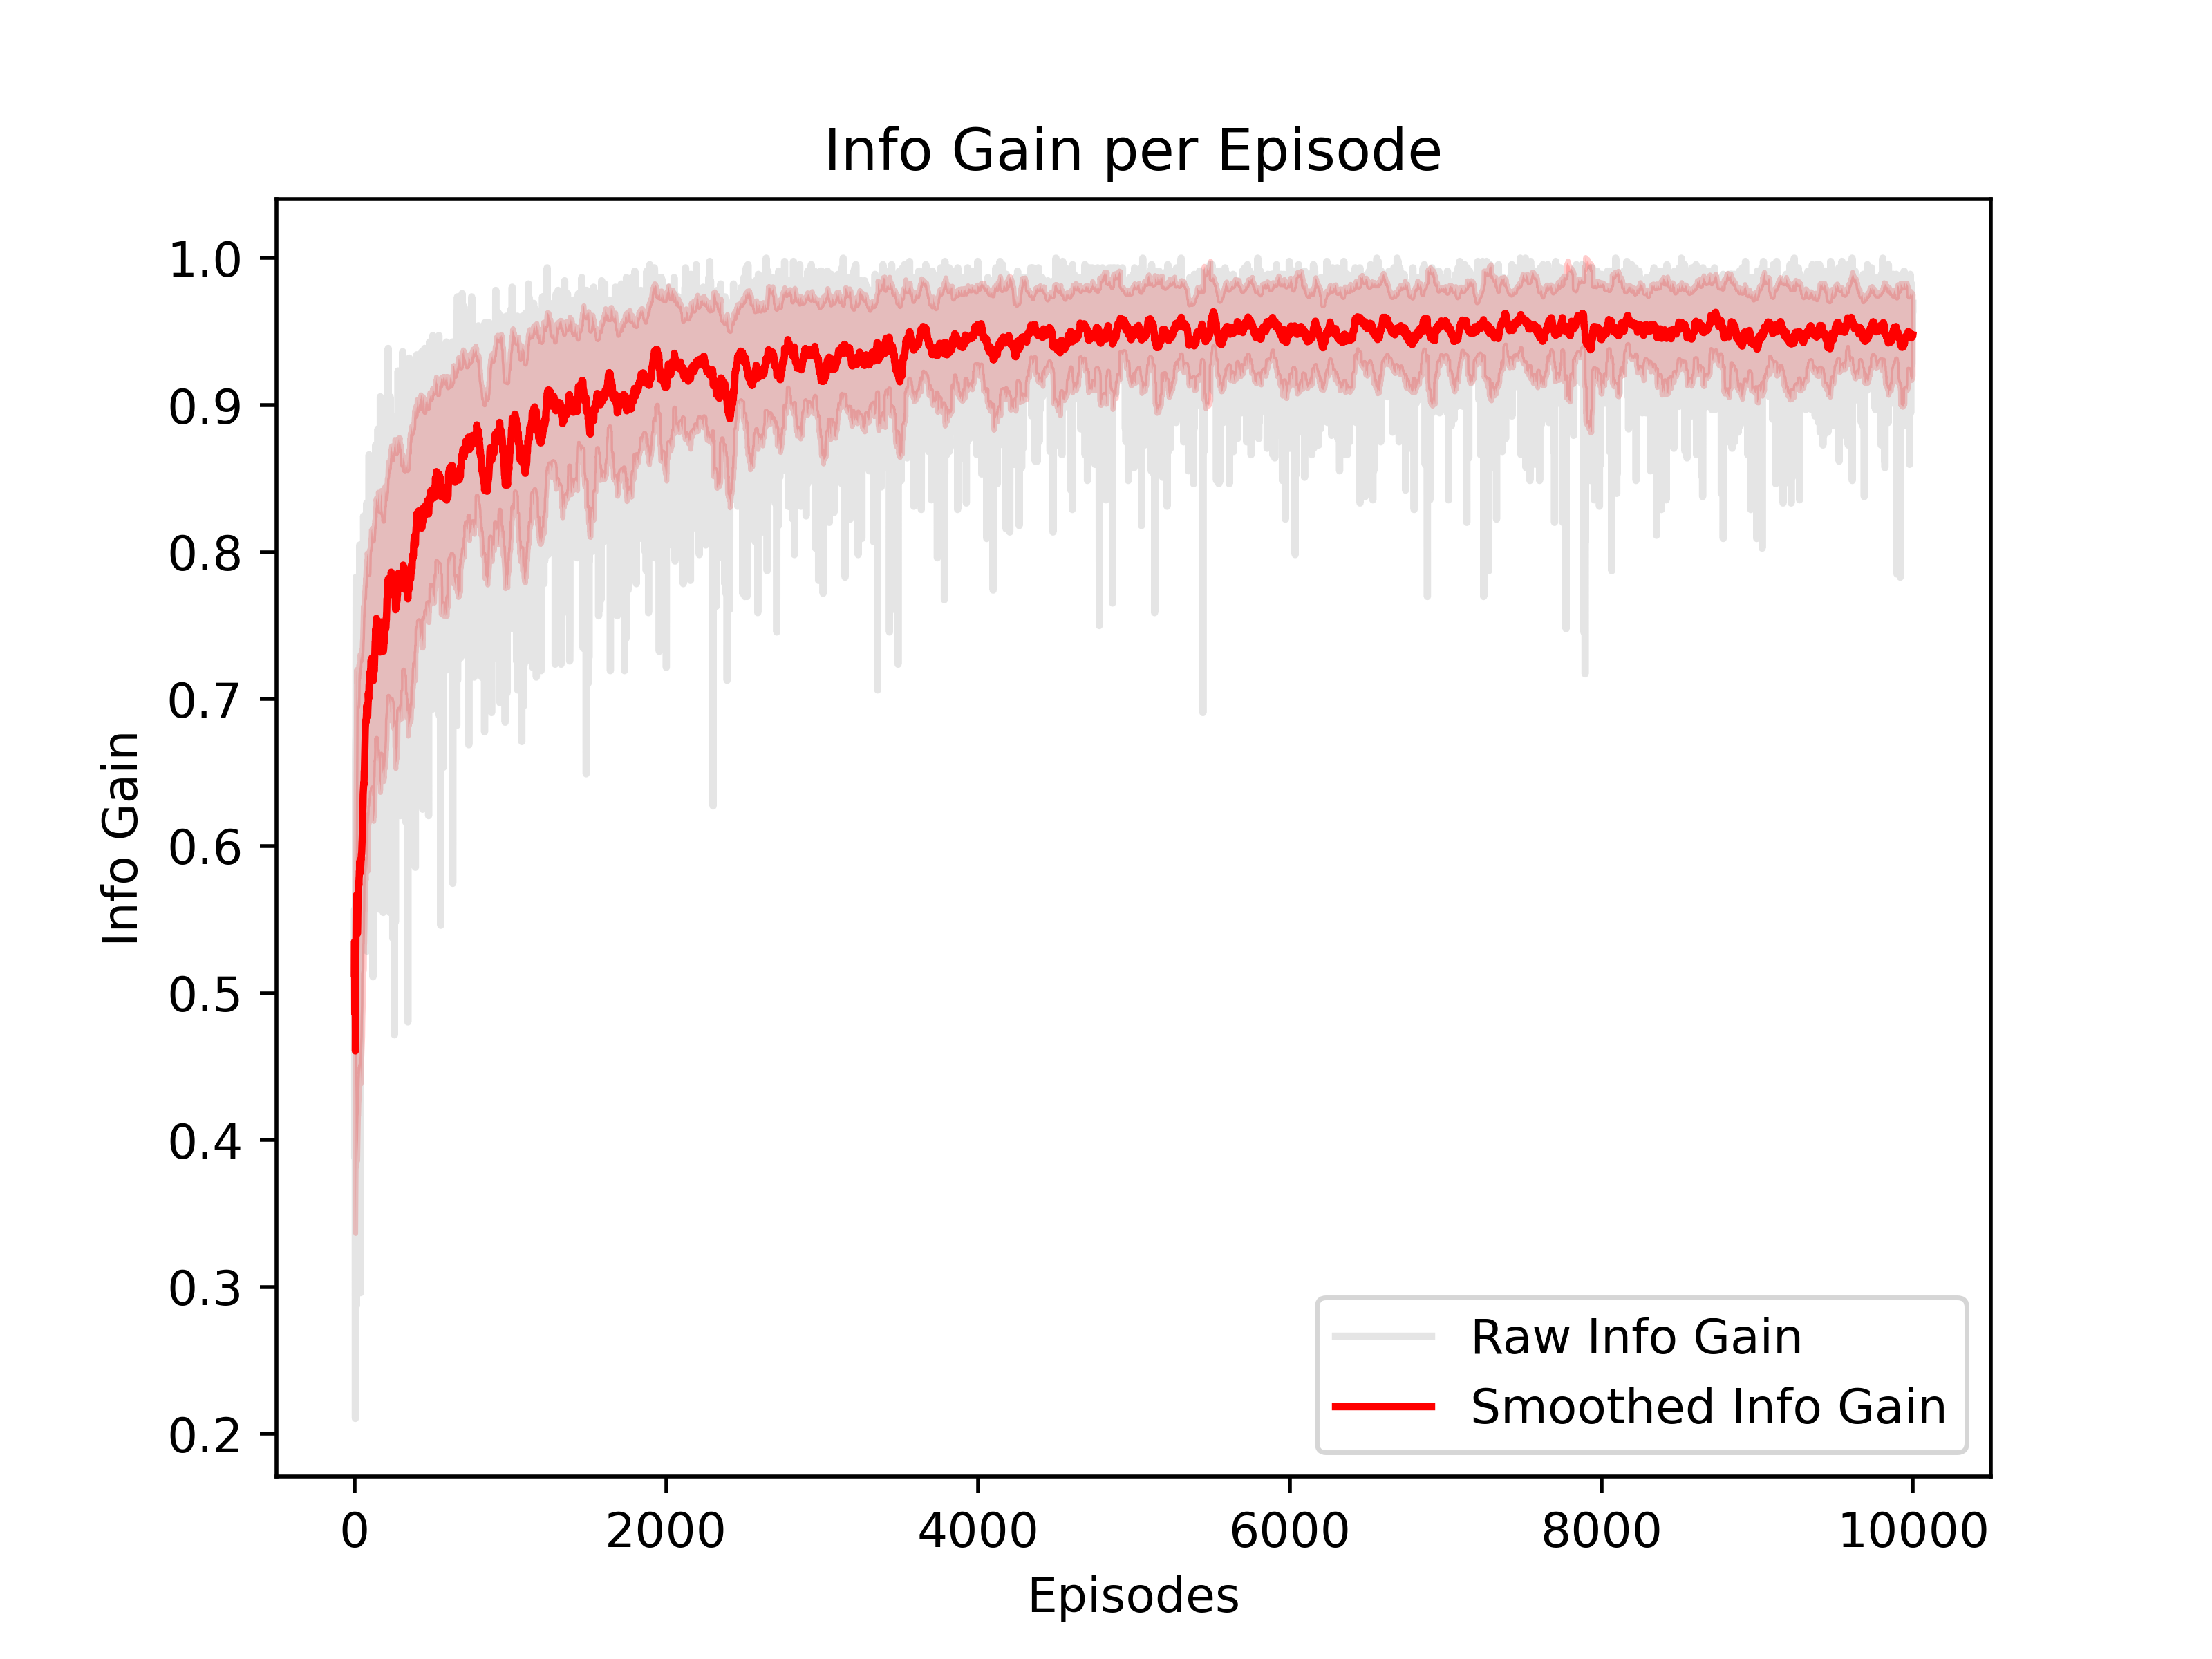 Info Gain per Episode
1.0
0.9
0.8
0.7
0.6
0.5
0.4
0.3
0.2
Info Gain
0 2000 4000 6000 8000 10000
Episodes
Raw Info Gain
Smoothed Info Gain